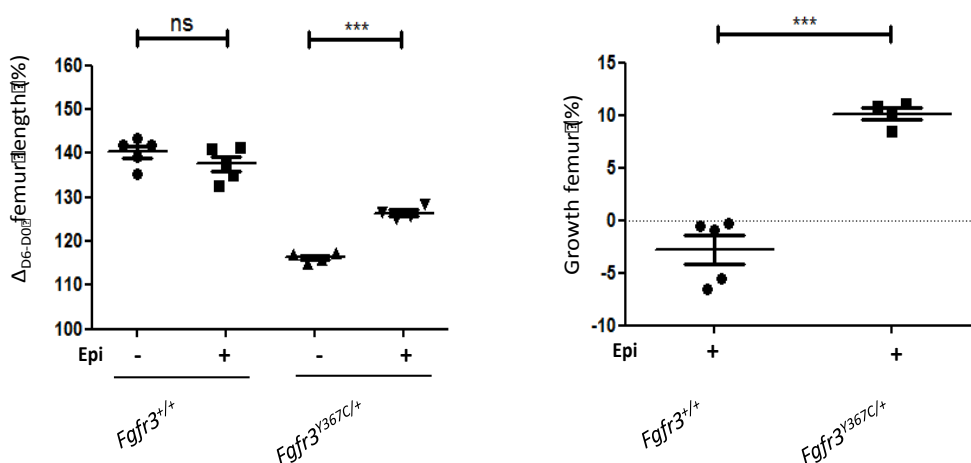 ns
***
ΔD6-D0 femur length (%)
160
150
140
130
120
110
100
Epi - + - +
Fgfr3+/+
Fgfr3Y367C/+
***
Growth femur (%)
15
10
5
0
-5
-10
Epi + +
Fgfr3+/+
Fgfr3Y367C/+